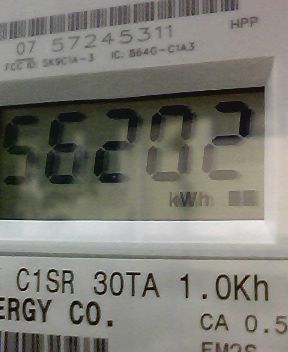 07 57245311
HPP
FCC ID: SK9C1A-3 IC: 864G-C1A3
56202
kWh
C1SR 30TA 1.0Kh
ERGY CO.
CA 0.5
EM2S